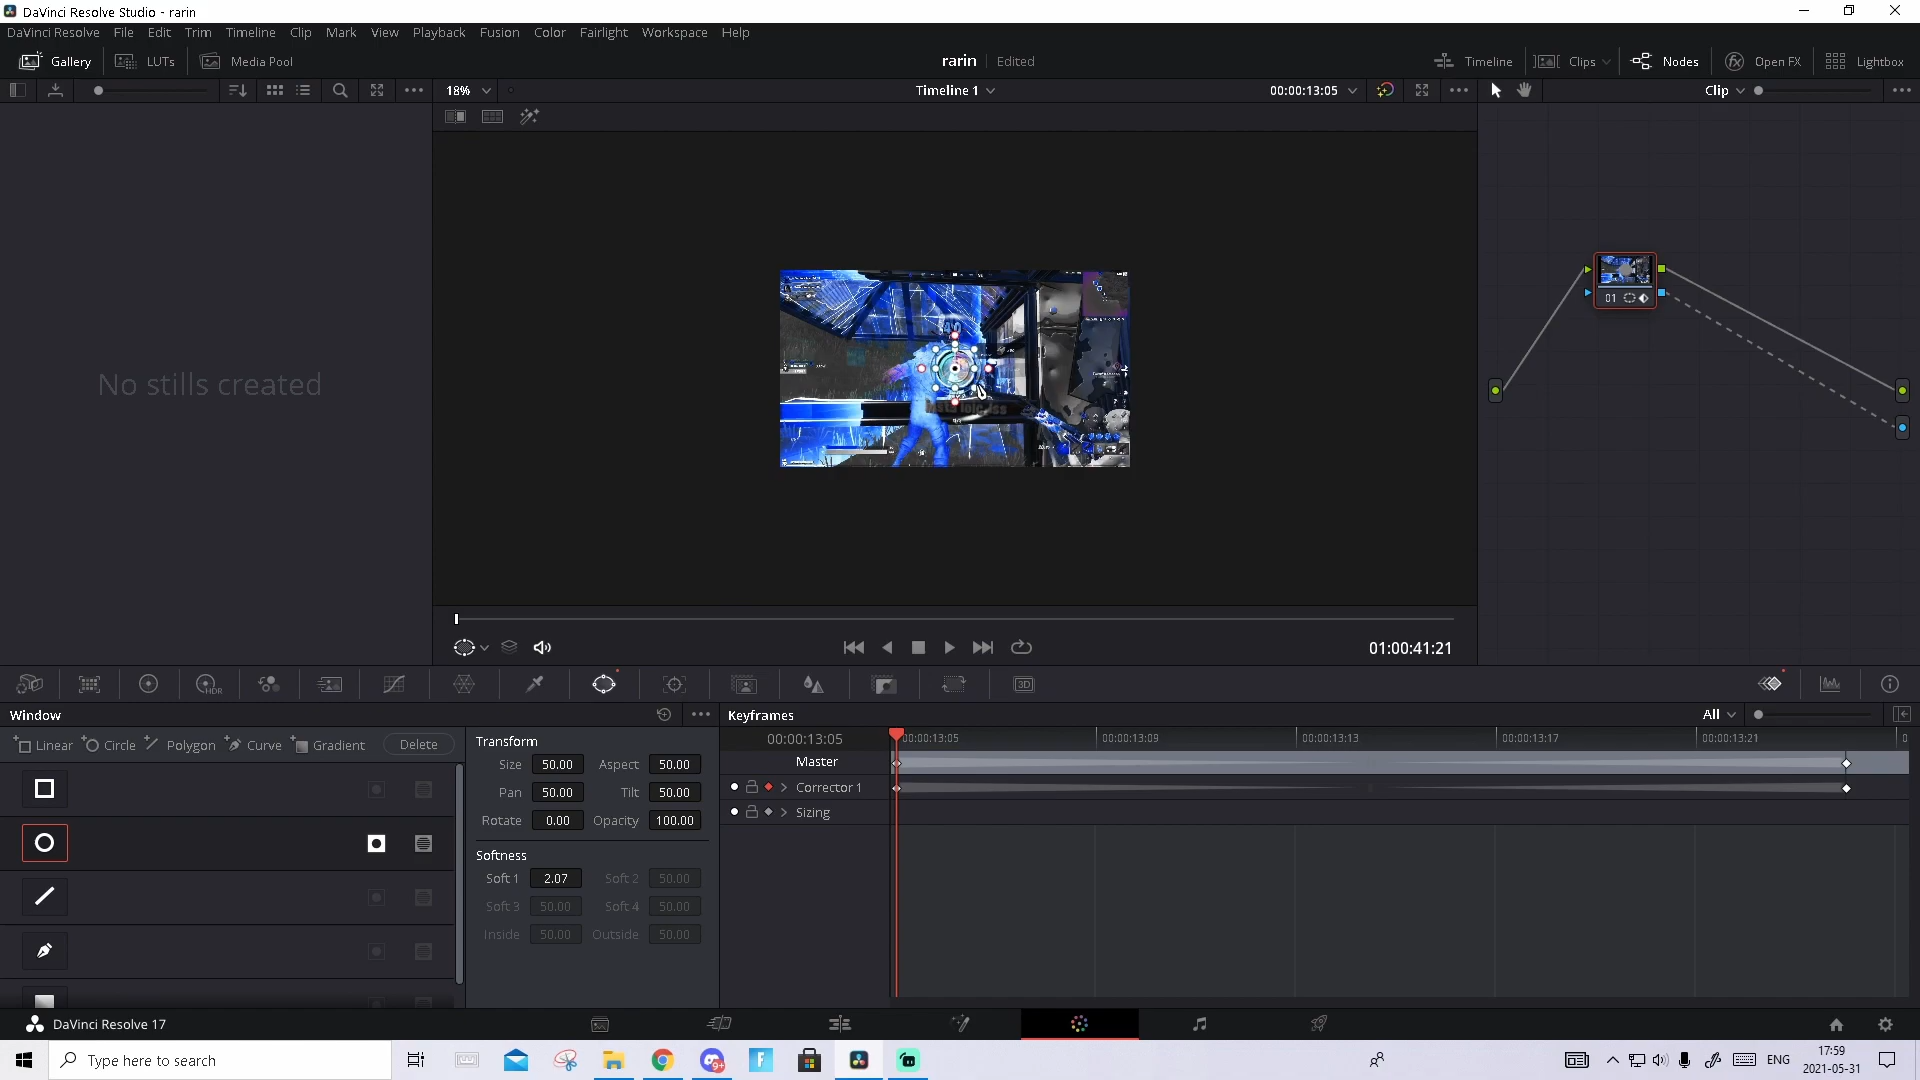 DaVinci Resolve Studio - rarin
DaVinci Resolve File Edit Trim Timeline Clip Mark View Playback Fusion Color Fairlight Workspace Help
Gallery LUTs Media Pool rarin Edited Timeline Clips Nodes Open FX Lightbox
18% Timeline 1 00:00:13:05 Clip
No stills created
40
01
01:00:41:21
HDR
3D
Window
Linear Circle Polygon Curve Gradient Delete
Transform
Size 50.00 Aspect 50.00
Pan 50.00 Tilt 50.00
Rotate 0.00 Opacity 100.00
Softness
Soft 1 2.07 Soft 2 50.00
Soft 3 50.00 Soft 4 50.00
Inside 50.00 Outside 50.00
Keyframes All
00:00:13:05 00:00:13:05 00:00:13:09 00:00:13:13 00:00:13:17 00:00:13:21 0
Master
Corrector 1
Sizing
DaVinci Resolve 17
Type here to search
9+
F
ENG
17:59
2021-05-31